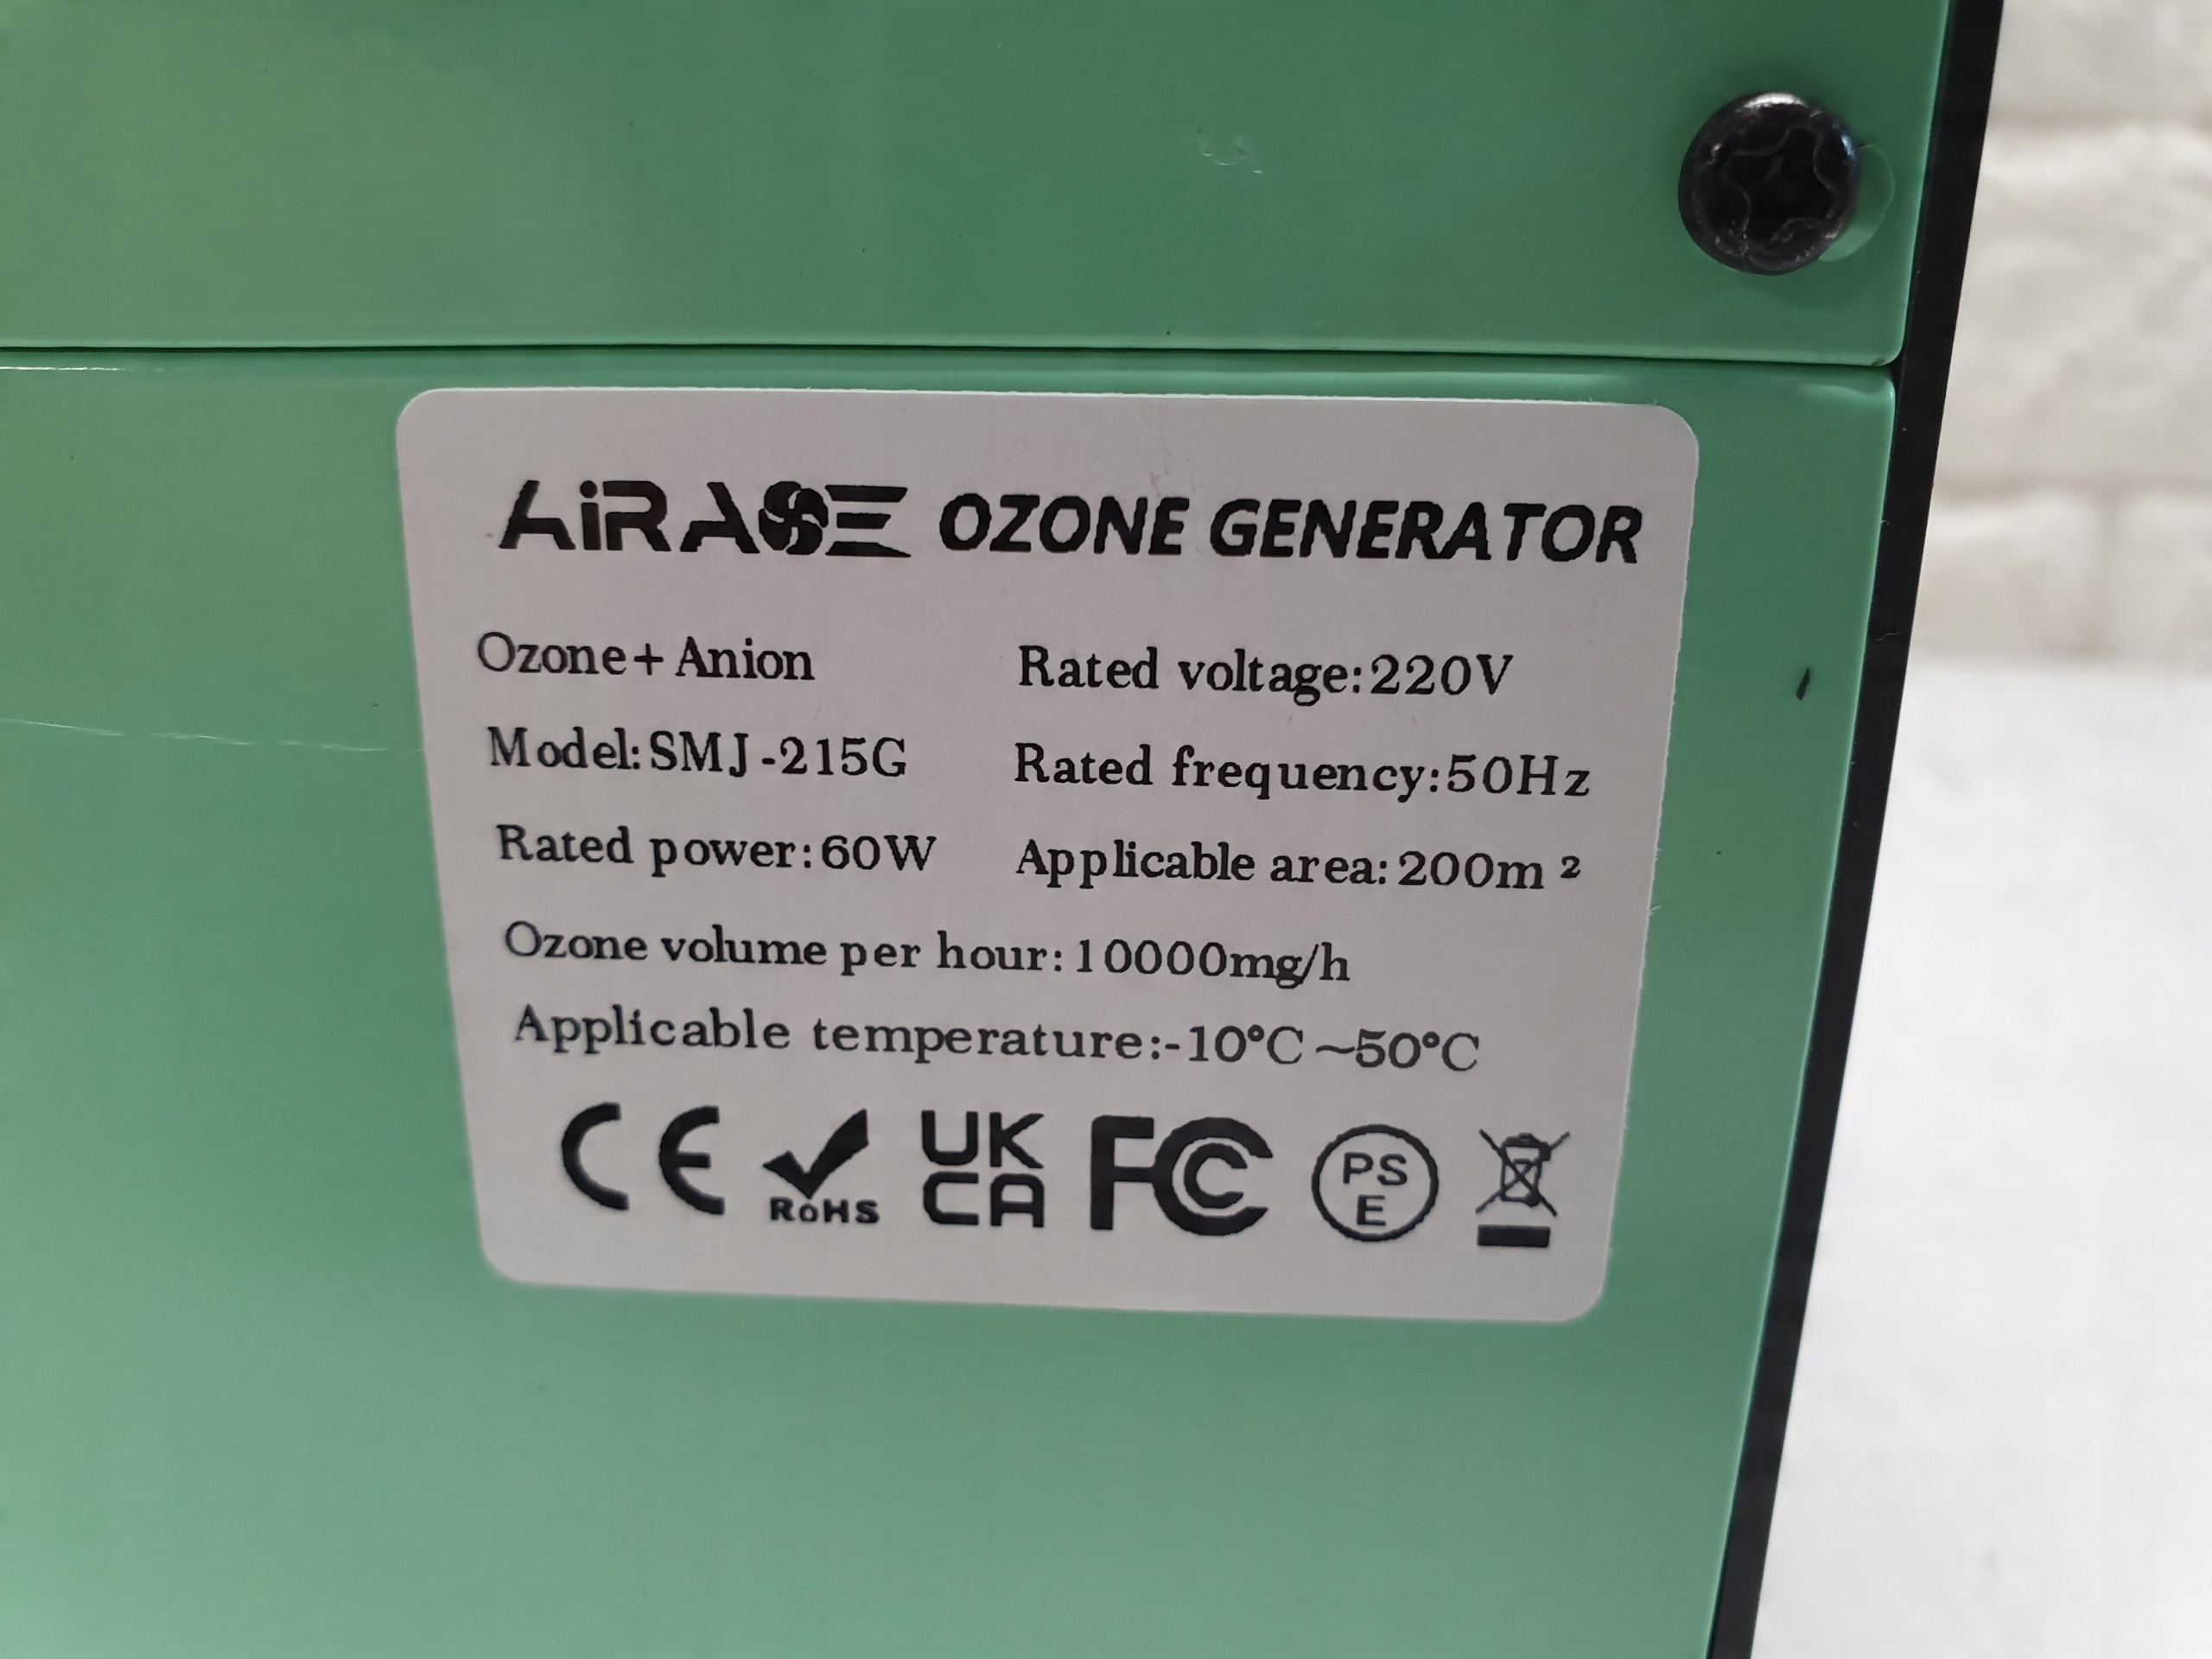 AiRASE OZONE GENERATOR
Ozone+Anion Rated voltage:220V
Model:SMJ-215G Rated frequency:50Hz
Rated power:60W Applicable area:200m²
Ozone volume per hour:10000mg/h
Applicable temperature:-10°C~50°C
CE RoHS UK CA FC PS E